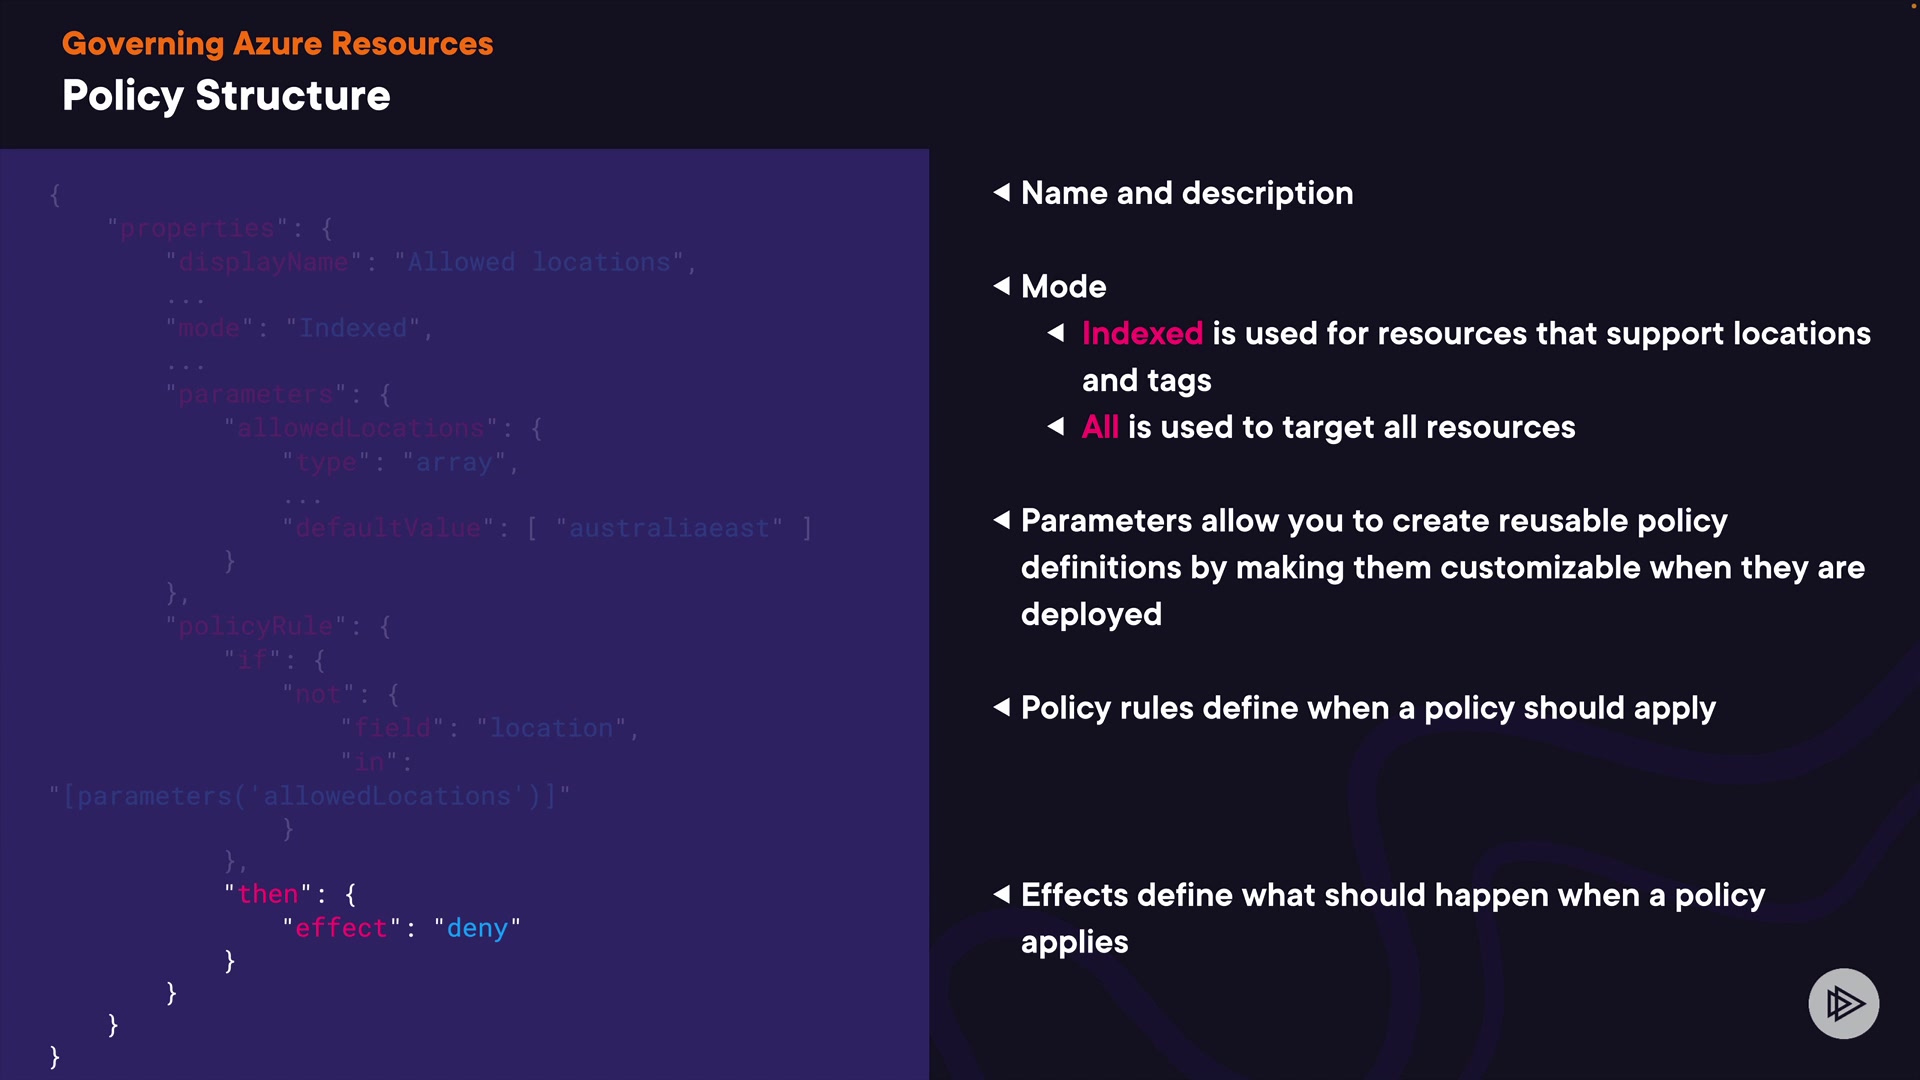 Governing Azure Resources
Policy Structure
{
"properties": {
"displayName": "Allowed locations",
...
"mode": "Indexed",
...
"parameters": {
"allowedLocations": {
"type": "array",
...
"defaultValue": [ "australiaeast" ]
}
},
"policyRule": {
"if": {
"not": {
"field": "location",
"in":
"[parameters('allowedLocations')]"
}
},
"then": {
"effect": "deny"
}
}
}
}
Name and description
Mode
Indexed is used for resources that support locations
and tags
All is used to target all resources
Parameters allow you to create reusable policy
definitions by making them customizable when they are
deployed
Policy rules define when a policy should apply
Effects define what should happen when a policy
applies